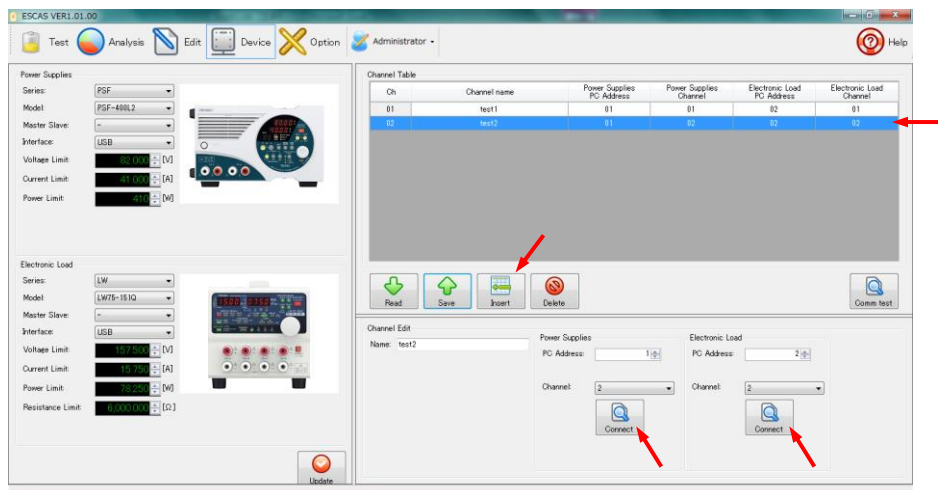 ESCAS VER1.01.00
Test Analysis Edit Device Option Administrator Help
Power Supplies
Series: PSF
Model: PSF-400L2
Master Slave: -
Interface: USB
Voltage Limit: 82.000 [V]
Current Limit: 41.000 [A]
Power Limit: 410 [W]
Electronic Load
Series: LW
Model: LW75-151Q
Master Slave: -
Interface: USB
Voltage Limit: 157.500 [V]
Current Limit: 15.750 [A]
Power Limit: 78.250 [W]
Resistance Limit: 6,000.000 [Ω]
Update
Channel Table
Ch Channel name Power Supplies PC Address Power Supplies Channel Electronic Load PC Address Electronic Load Channel
01 test1 01 01 02 01
02 test2 01 02 02 02
Read Save Insert Delete Comm test
Channel Edit
Name: test2
Power Supplies
PC Address: 1
Channel: 2
Connect
Electronic Load
PC Address: 2
Channel: 2
Connect